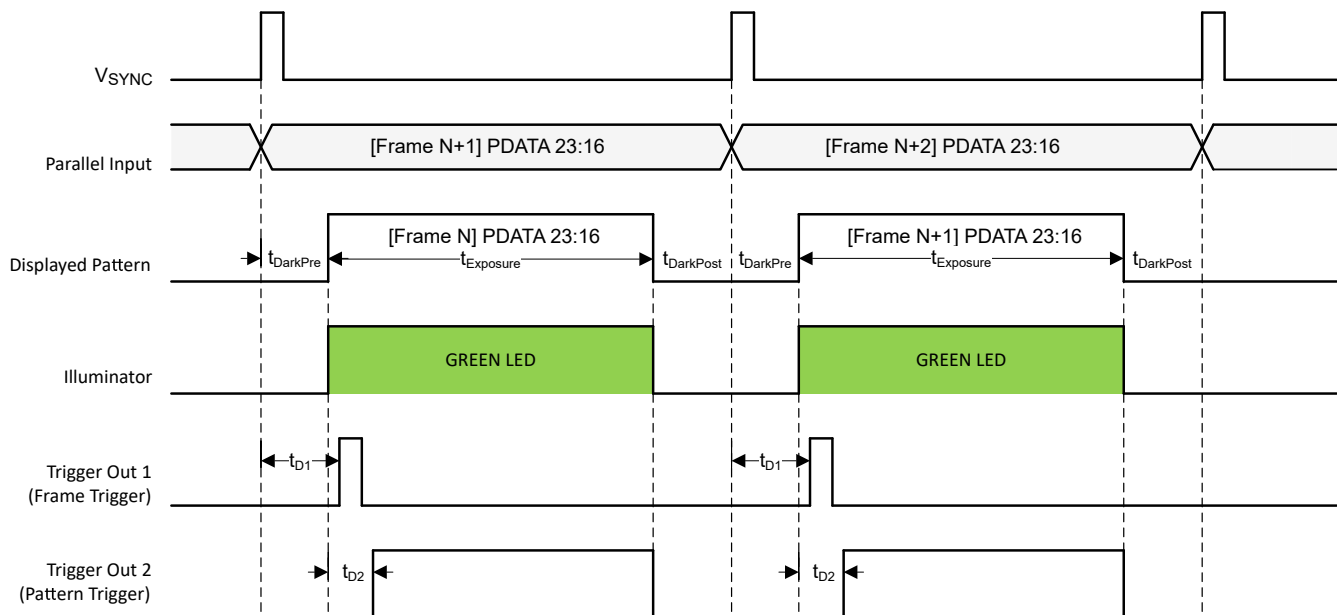 VSYNC
Parallel Input
[Frame N+1] PDATA 23:16
[Frame N+2] PDATA 23:16
Displayed Pattern
tDarkPre
[Frame N] PDATA 23:16
tExposure
tDarkPost
tDarkPre
[Frame N+1] PDATA 23:16
tExposure
tDarkPost
Illuminator
GREEN LED
GREEN LED
Trigger Out 1
(Frame Trigger)
tD1
tD1
Trigger Out 2
(Pattern Trigger)
tD2
tD2